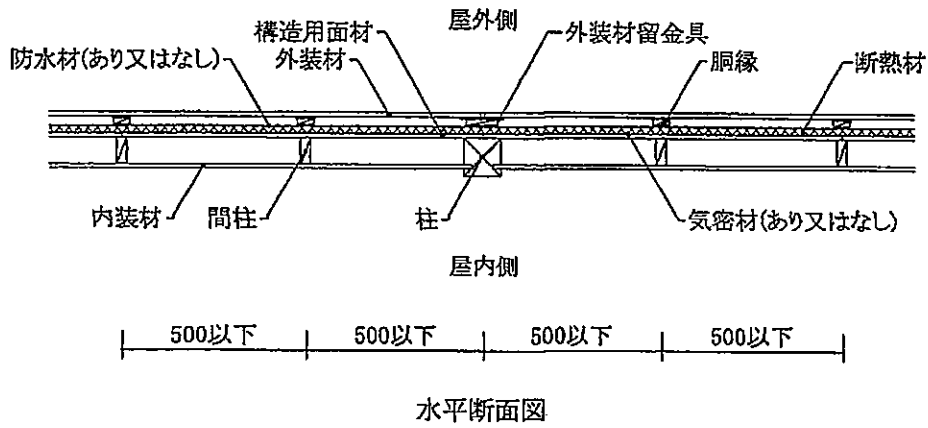 屋外側
構造用面材
外装材留金具
防水材(あり又はなし)
外装材
胴縁
断熱材
内装材
間柱
柱
気密材(あり又はなし)
屋内側
500以下
500以下
500以下
500以下
水平断面図